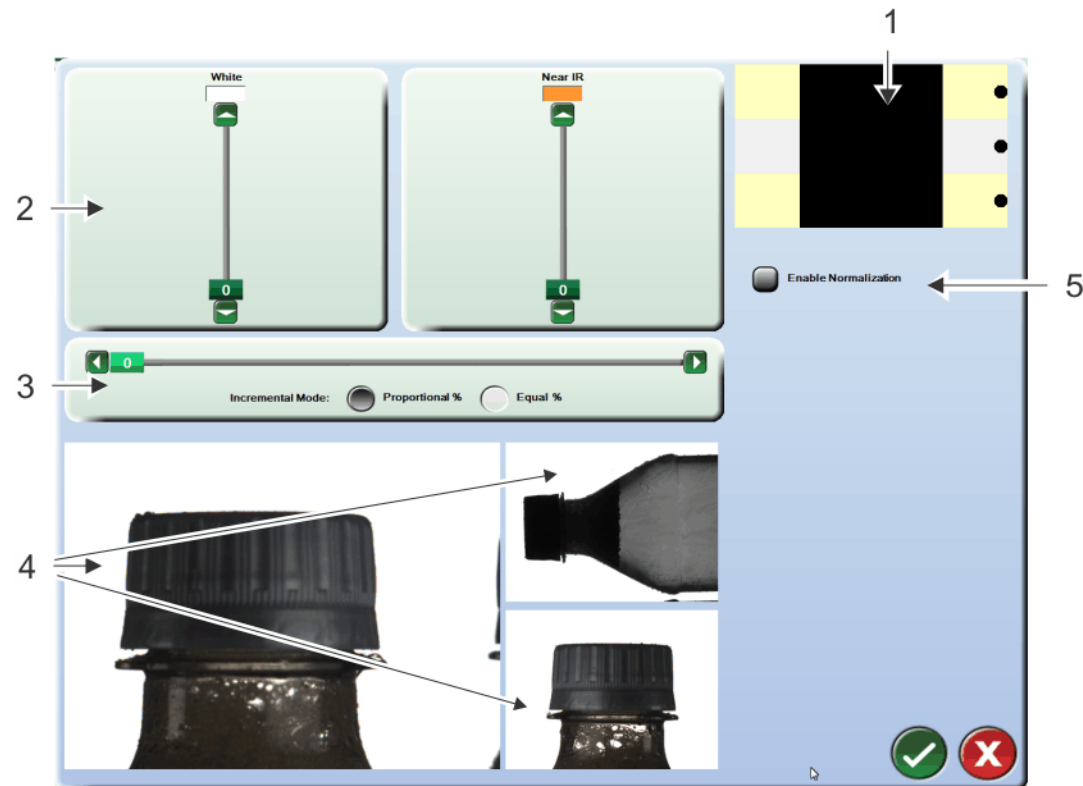 1
White
Near IR
2
0
0
Enable Normalization
5
0
3
Incremental Mode: Proportional % Equal %
4